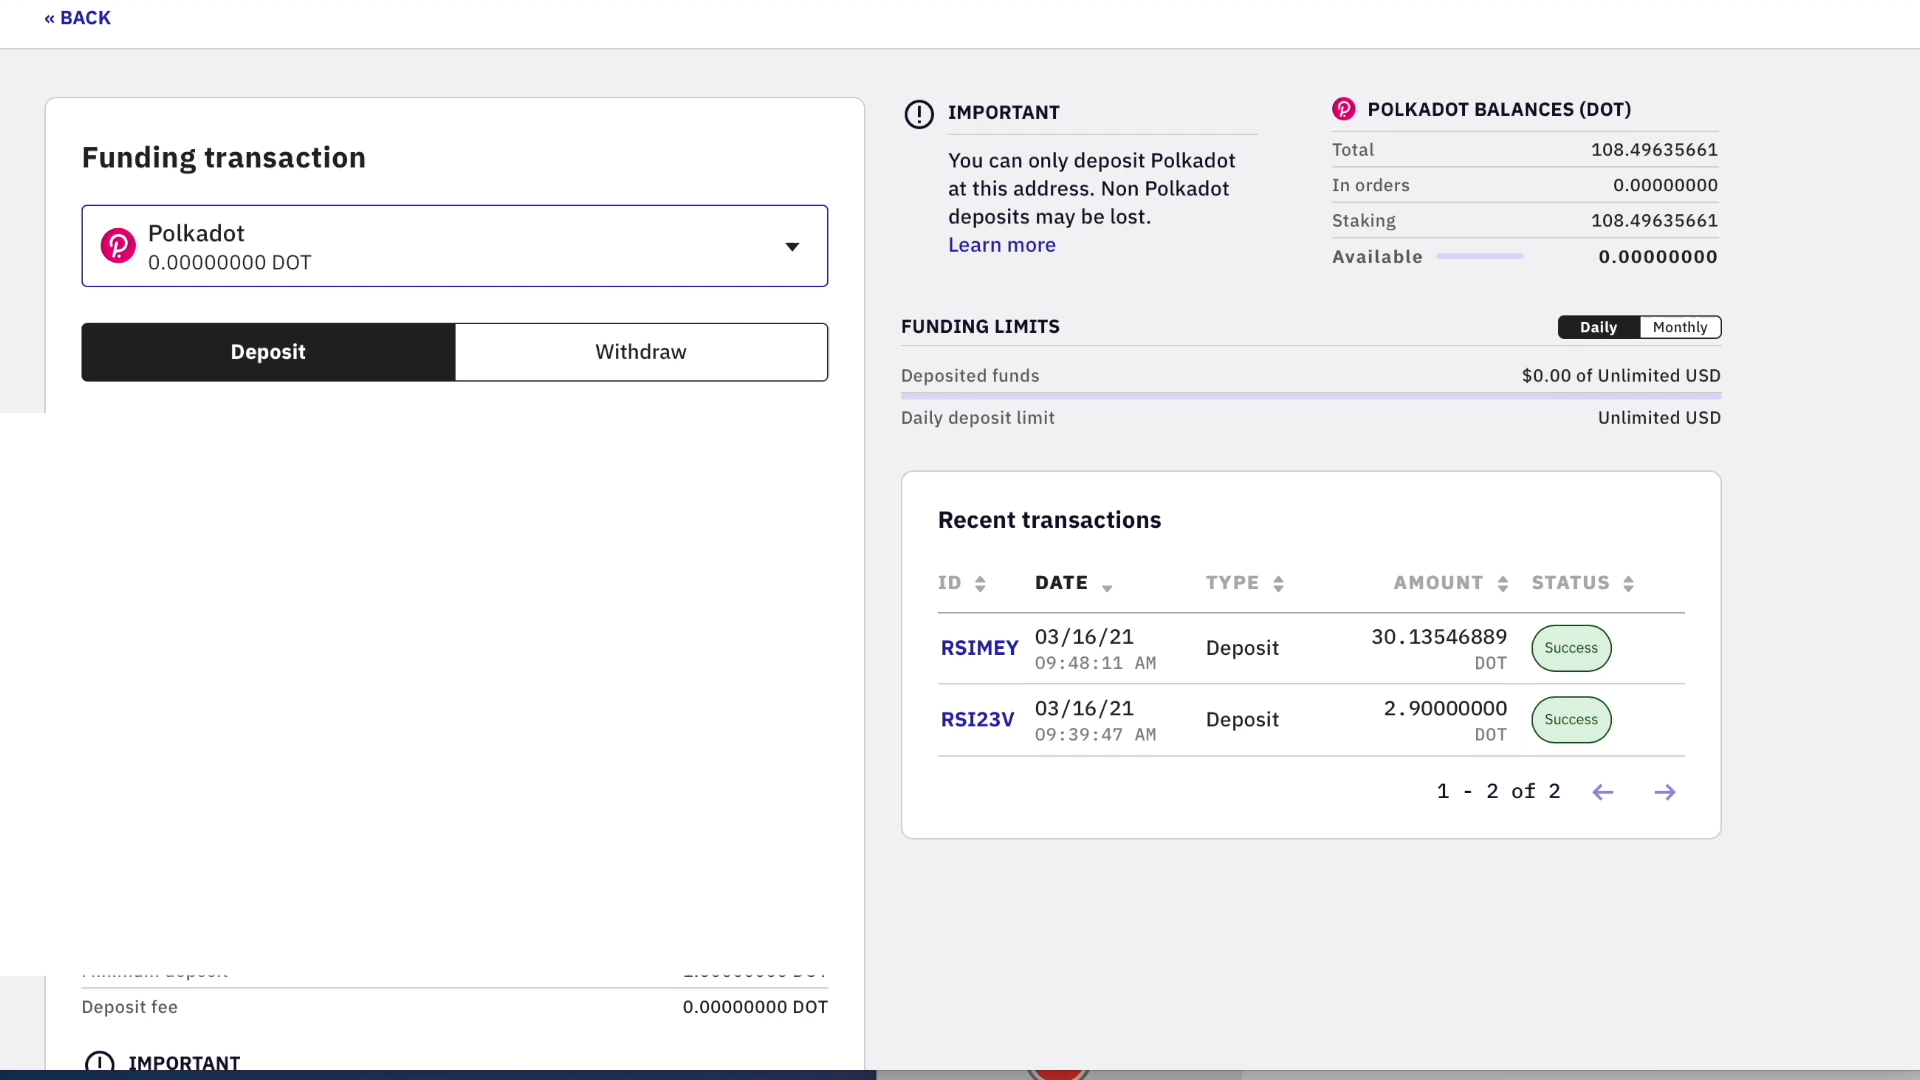 « BACK
Funding transaction
Polkadot
0.00000000 DOT
Deposit
Withdraw
Deposit fee
0.00000000 DOT
IMPORTANT
IMPORTANT
You can only deposit Polkadot
at this address. Non Polkadot
deposits may be lost.
Learn more
POLKADOT BALANCES (DOT)
Total 108.49635661
In orders 0.00000000
Staking 108.49635661
Available 0.00000000
FUNDING LIMITS
Daily Monthly
Deposited funds $0.00 of Unlimited USD
Daily deposit limit Unlimited USD
Recent transactions
ID DATE TYPE AMOUNT STATUS
RSIMEY 03/16/21 Deposit 30.13546889 Success
09:48:11 AM DOT
RSI23V 03/16/21 Deposit 2.90000000 Success
09:39:47 AM DOT
1 - 2 of 2